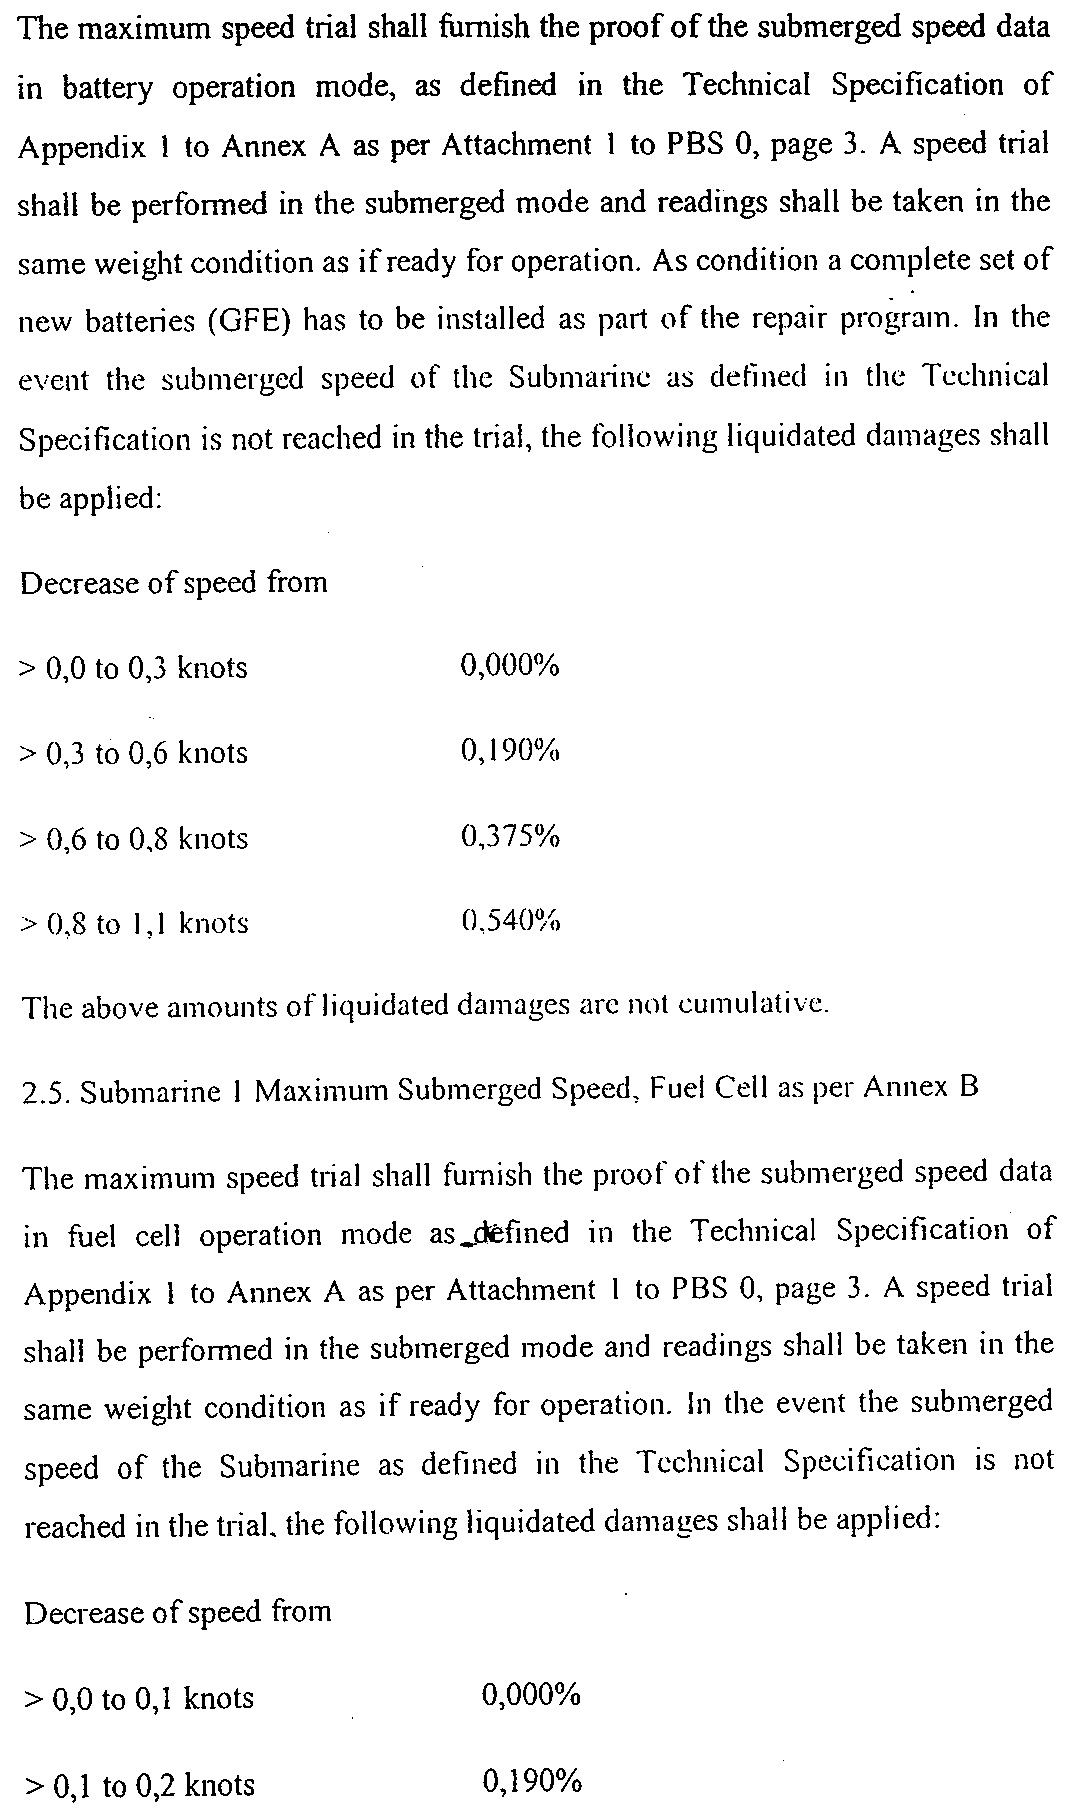 The maximum speed trial shall furnish the proof of the submerged speed data
in battery operation mode, as defined in the Technical Specification of
Appendix 1 to Annex A as per Attachment 1 to PBS 0, page 3. A speed trial
shall be performed in the submerged mode and readings shall be taken in the
same weight condition as if ready for operation. As condition a complete set of
new batteries (GFE) has to be installed as part of the repair program. In the
event the submerged speed of the Submarine as defined in the Technical
Specification is not reached in the trial, the following liquidated damages shall
be applied:
Decrease of speed from
> 0,0 to 0,3 knots 0,000%
> 0,3 to 0,6 knots 0,190%
> 0,6 to 0,8 knots 0,375%
> 0,8 to 1,1 knots 0,540%
The above amounts of liquidated damages are not cumulative.
2.5. Submarine 1 Maximum Submerged Speed, Fuel Cell as per Annex B
The maximum speed trial shall furnish the proof of the submerged speed data
in fuel cell operation mode as defined in the Technical Specification of
Appendix 1 to Annex A as per Attachment 1 to PBS 0, page 3. A speed trial
shall be performed in the submerged mode and readings shall be taken in the
same weight condition as if ready for operation. In the event the submerged
speed of the Submarine as defined in the Technical Specification is not
reached in the trial, the following liquidated damages shall be applied:
Decrease of speed from
> 0,0 to 0,1 knots 0,000%
> 0,1 to 0,2 knots 0,190%